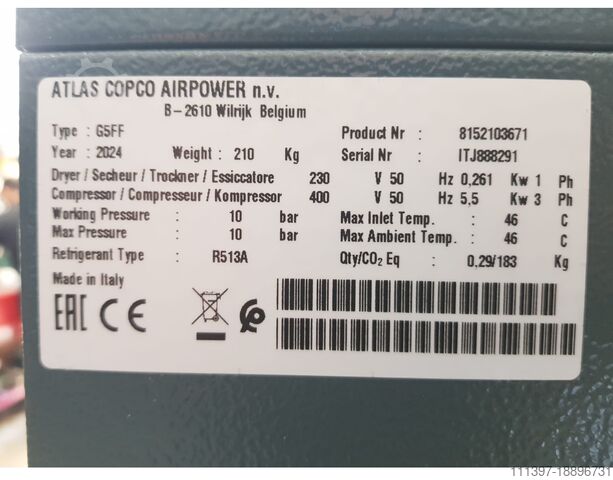 ATLAS COPCO AIRPOWER n.v.
B-2610 Wilrijk Belgium
Type : G5FF Product Nr : 8152103671
Year : 2024 Weight : 210 Kg Serial Nr : ITJ888291
Dryer / Secheur / Trockner / Essiccatore 230 V 50 Hz 0,261 Kw 1 Ph
Compressor / Compresseur / Kompressor 400 V 50 Hz 5,5 Kw 3 Ph
Working Pressure : 10 bar Max Inlet Temp. : 46 C
Max Pressure : 10 bar Max Ambient Temp. : 46 C
Refrigerant Type : R513A Qty/CO₂ Eq : 0,29/183 Kg
Made in Italy
EAC CE
111397-18896731